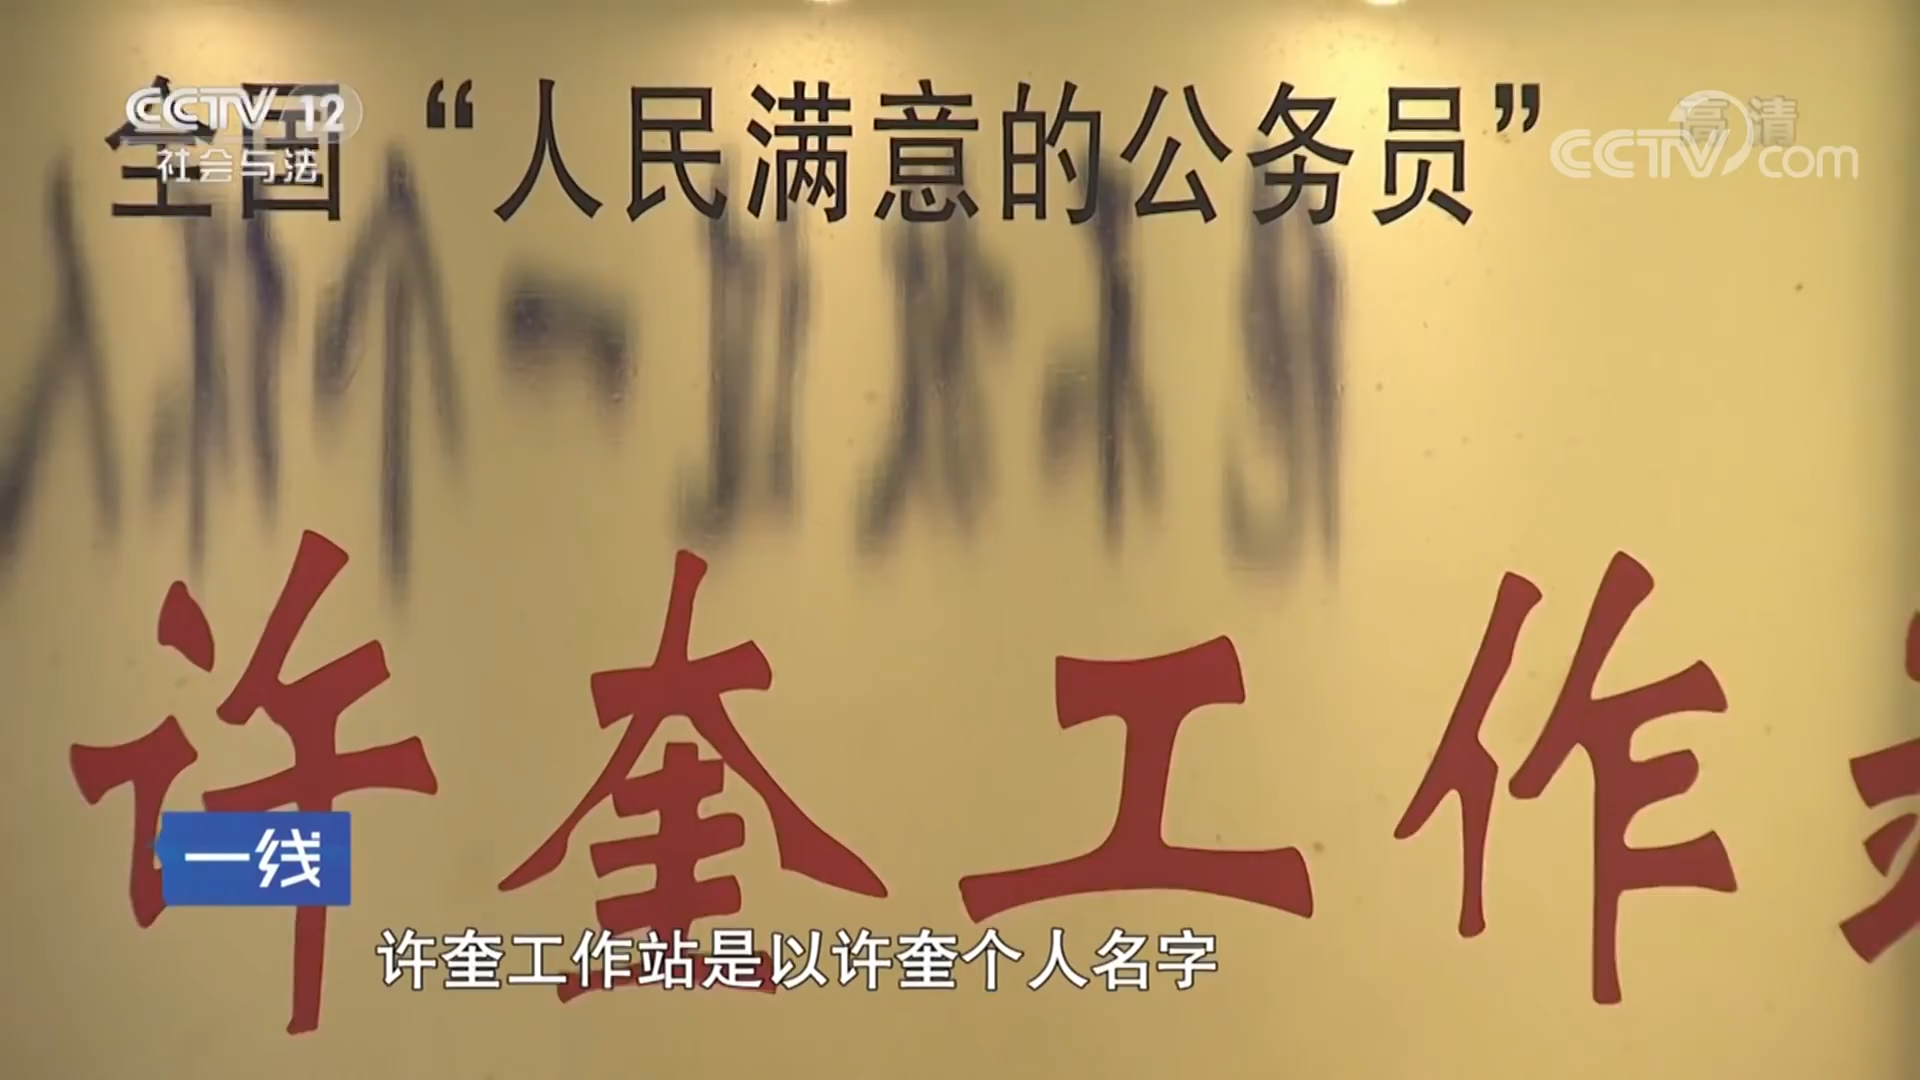 全国“人民满意的公务员”
CCTV 12
社会与法
高清
CCTV.com
许奎工作
一线
许奎工作站是以许奎个人名字